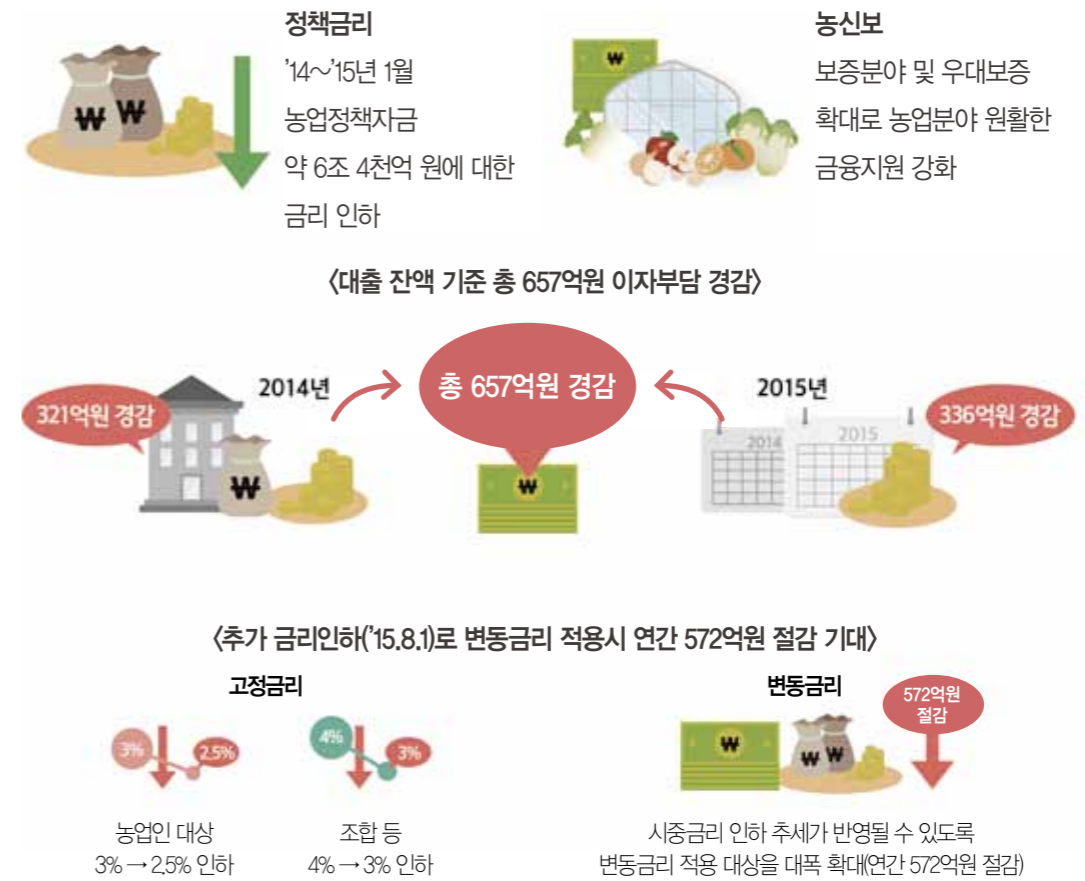 정책금리
’14~’15년 1월
농업정책자금
약 6조 4천억 원에 대한
금리 인하
농신보
보증분야 및 우대보증
확대로 농업분야 원활한
금융지원 강화
〈대출 잔액 기준 총 657억원 이자부담 경감〉
2014년
321억원 경감
₩
총 657억원 경감
₩
2015년
336억원 경감
2014
2015
〈추가 금리인하(’15.8.1)로 변동금리 적용시 연간 572억원 절감 기대〉
고정금리
3%
2.5%
농업인 대상
3%→2.5% 인하
4%
3%
조합 등
4%→3% 인하
변동금리
572억원
절감
₩
₩ ₩
시중금리 인하 추세가 반영될 수 있도록
변동금리 적용 대상을 대폭 확대(연간 572억원 절감)